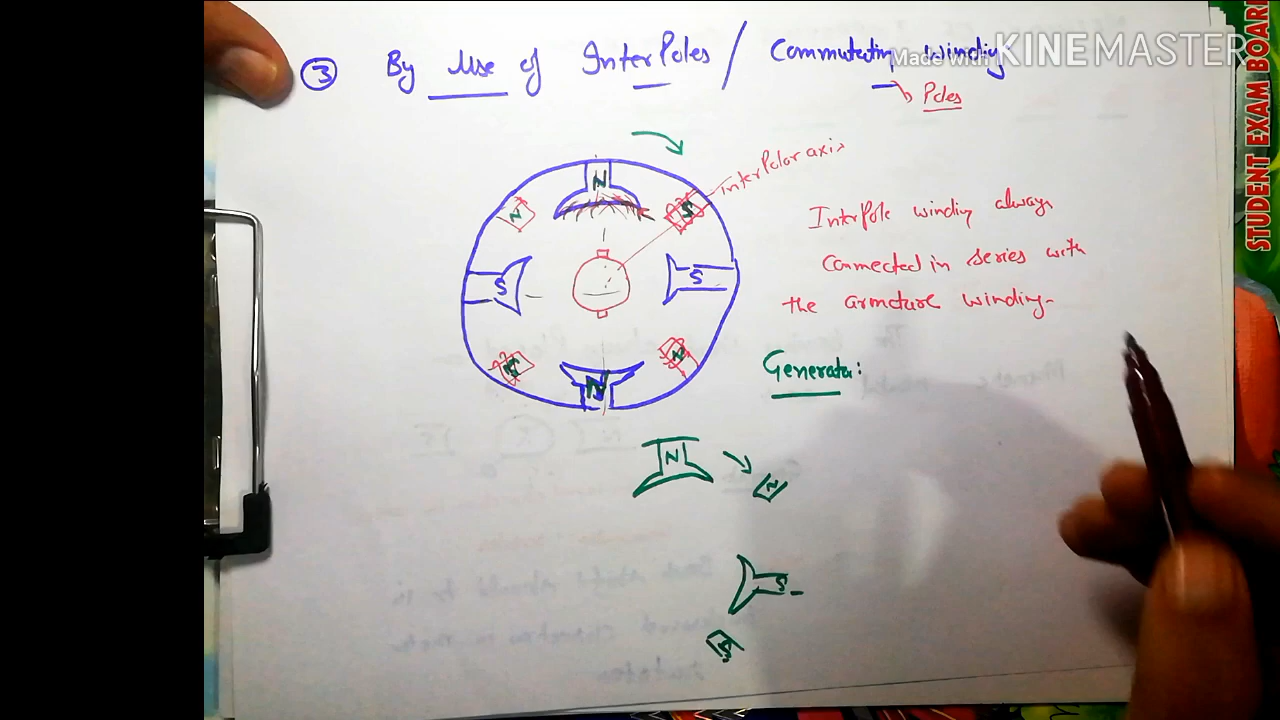 ③ By Use of InterPoles / Commutating winding
Made with KINEMASTER
Poles
STUDENT EXAM BOARD
interPolar axis
N
N
S
S
S
S
N
N
InterPole winding always
connected in series with
the armature winding
Generator:
N
N
S
S